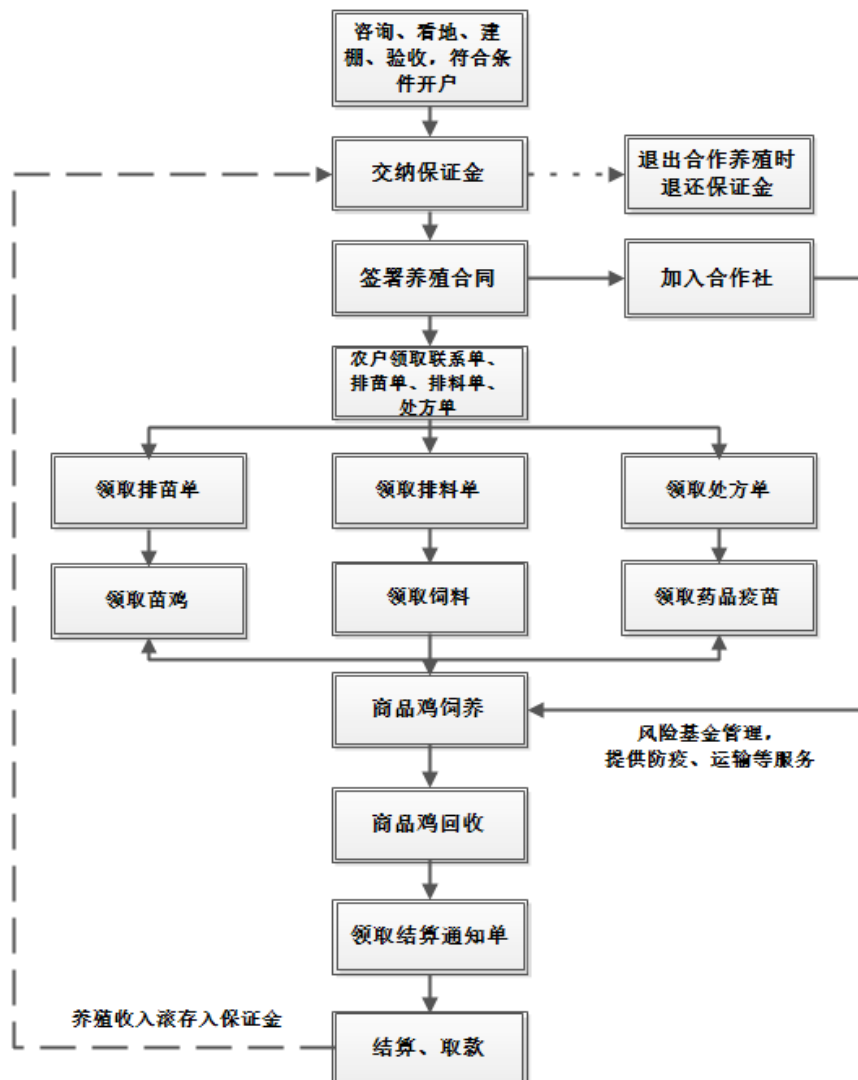 咨询、看地、建
棚、验收，符合条
件开户
交纳保证金
退出合作养殖时
退还保证金
签署养殖合同
加入合作社
农户领取联系单、
排苗单、排料单、
处方单
领取排苗单
领取排料单
领取处方单
领取苗鸡
领取饲料
领取药品疫苗
商品鸡饲养
风险基金管理，
提供防疫、运输等服务
商品鸡回收
领取结算通知单
养殖收入滚存入保证金
结算、取款